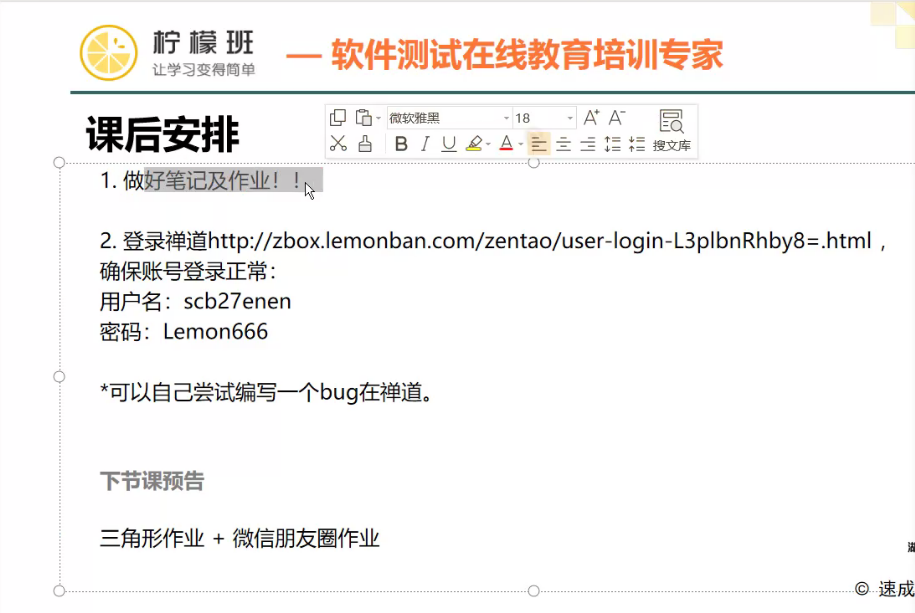 柠檬班
让学习变得简单
— 软件测试在线教育培训专家
课后安排
微软雅黑 18 A+ A-
B I U A 搜文库
1. 做好笔记及作业！！
2. 登录禅道http://zbox.lemonban.com/zentao/user-login-L3plbnRhby8=.html，
确保账号登录正常：
用户名：scb27enen
密码：Lemon666
*可以自己尝试编写一个bug在禅道。
下节课预告
三角形作业 + 微信朋友圈作业
© 速成